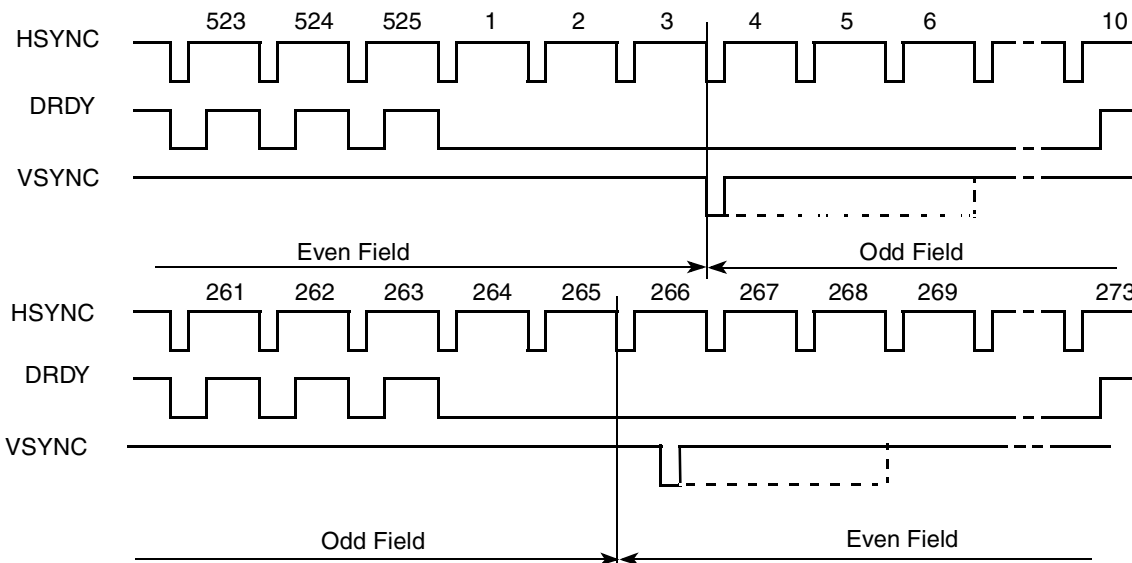 523 524 525 1 2 3 4 5 6 10
HSYNC
DRDY
VSYNC
Even Field Odd Field
261 262 263 264 265 266 267 268 269 273
HSYNC
DRDY
VSYNC
Odd Field Even Field